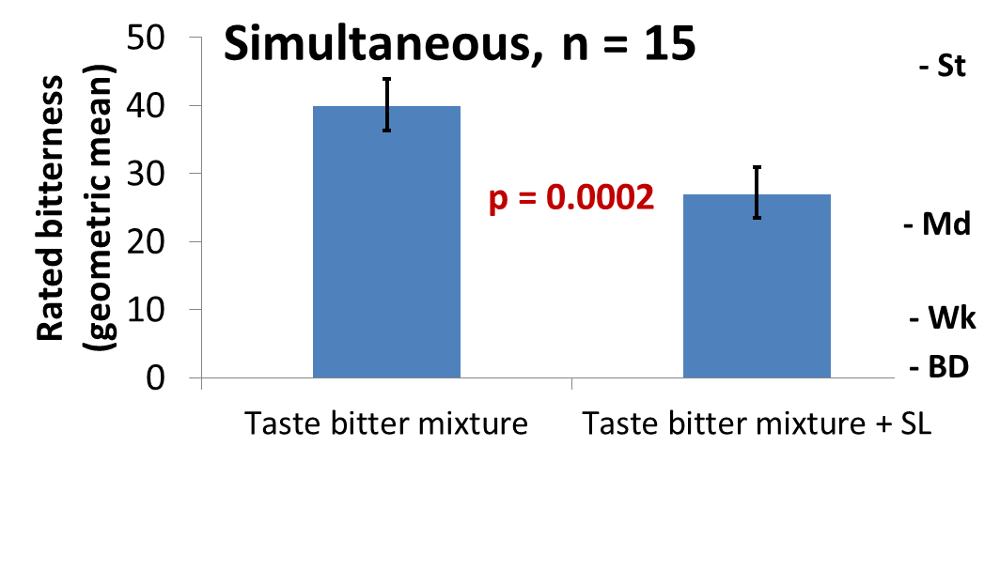 Simultaneous, n = 15
Rated bitterness
(geometric mean)
50
40
30
20
10
0
p = 0.0002
- St
- Md
- Wk
- BD
Taste bitter mixture
Taste bitter mixture + SL